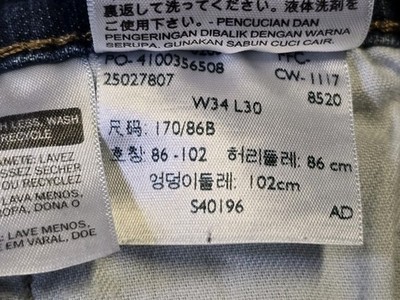 裏返して洗ってください。液体洗剤を
ご使用下さい。 - PENCUCIAN DAN
PENGERINGAN DIBALIK DENGAN WARNA
SERUPA, GUNAKAN SABUN CUCI CAIR.
PO- 4100356508
25027807
CW- 1117
8520
W34 L30
尺码: 170/86B
호칭: 86 -102 허리둘레: 86 cm
엉덩이둘레: 102cm
S40196
AD
LESS, WASH
RECYCLE
ANETE: LAVEZ
SSEZ SECHER
OU RECYCLEZ
LAVA MENOS,
OPA, DONA O
LAVE MENOS,
E EM VARAL, DOE